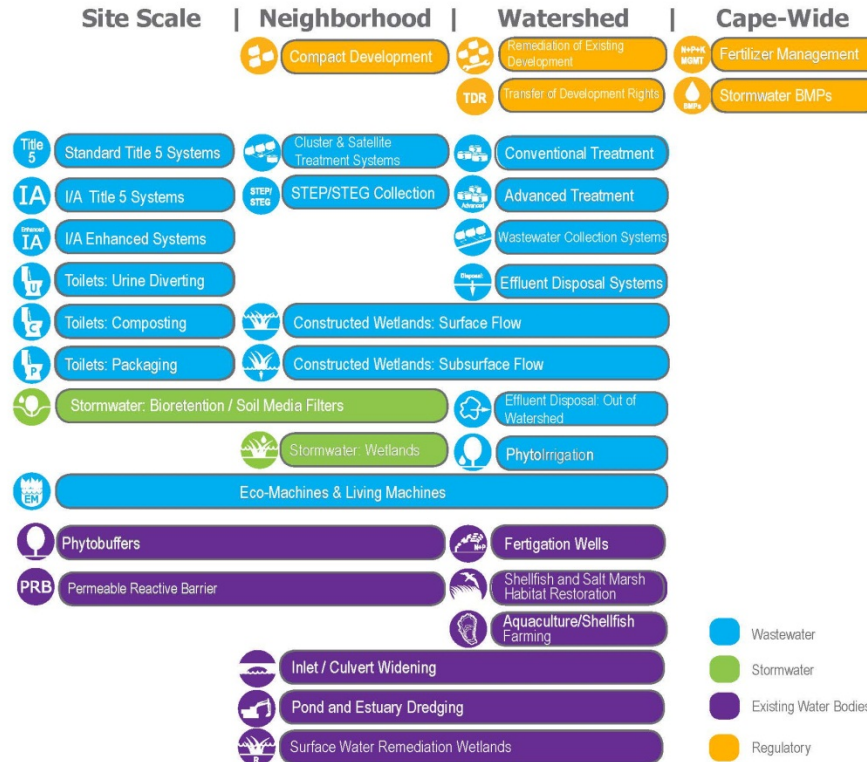 Site Scale
Neighborhood
Watershed
Cape-Wide
Compact Development
Remediation of Existing
Development
N+P+K
MGMT
Fertilizer Management
TDR
Transfer of Development Rights
BMPs
Stormwater BMPs
Title
5
Standard Title 5 Systems
Cluster & Satellite
Treatment Systems
Conventional Treatment
IA
I/A Title 5 Systems
STEP/
STEG
STEP/STEG Collection
Advanced
Advanced Treatment
Enhanced
IA
I/A Enhanced Systems
Wastewater Collection Systems
U
Toilets: Urine Diverting
Disposal
Effluent Disposal Systems
C
Toilets: Composting
Constructed Wetlands: Surface Flow
P
Toilets: Packaging
Constructed Wetlands: Subsurface Flow
Stormwater: Bioretention / Soil Media Filters
Effluent Disposal: Out of
Watershed
Stormwater: Wetlands
PhytoIrrigation
EM
Eco-Machines & Living Machines
Phytobuffers
N+P
Fertigation Wells
PRB
Permeable Reactive Barrier
Shellfish and Salt Marsh
Habitat Restoration
Aquaculture/Shellfish
Farming
Inlet / Culvert Widening
Pond and Estuary Dredging
R
Surface Water Remediation Wetlands
Wastewater
Stormwater
Existing Water Bodies
Regulatory